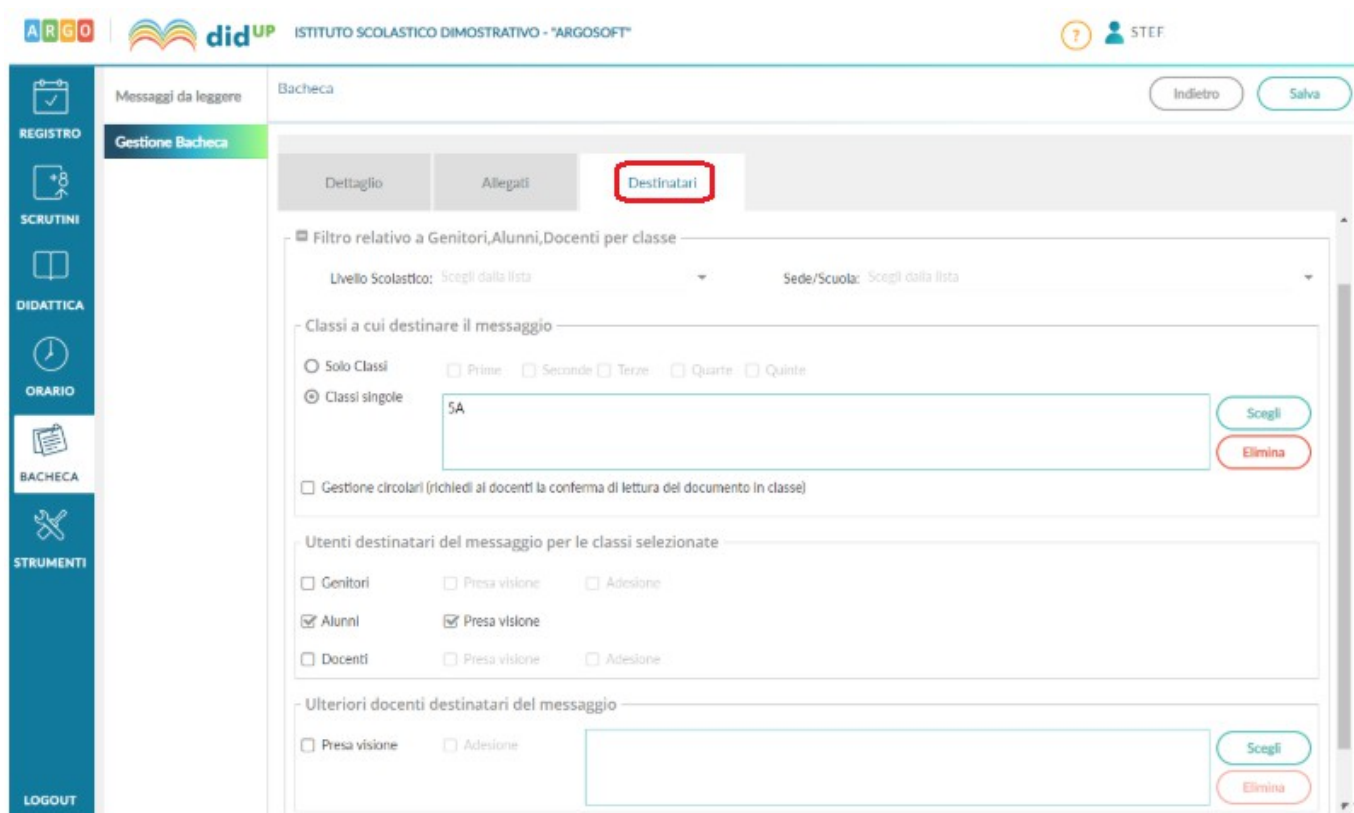 ARGO didUP ISTITUTO SCOLASTICO DIMOSTRATIVO - "ARGOSOFT" ? STEF
REGISTRO
SCRUTINI
DIDATTICA
ORARIO
BACHECA
STRUMENTI
LOGOUT
Messaggi da leggere
Gestione Bacheca
Bacheca Indietro Salva
Dettaglio Allegati Destinatari
Filtro relativo a Genitori,Alunni,Docenti per classe
Livello Scolastico: Scegli dalla lista Sede/Scuola: Scegli dalla lista
Classi a cui destinare il messaggio
Solo Classi Prime Seconde Terze Quarte Quinte
Classi singole 5A Scegli
Elimina
Gestione circolari (richiedi ai docenti la conferma di lettura del documento in classe)
Utenti destinatari del messaggio per le classi selezionate
Genitori Presa visione Adesione
Alunni Presa visione
Docenti Presa visione Adesione
Ulteriori docenti destinatari del messaggio
Presa visione Adesione Scegli
Elimina